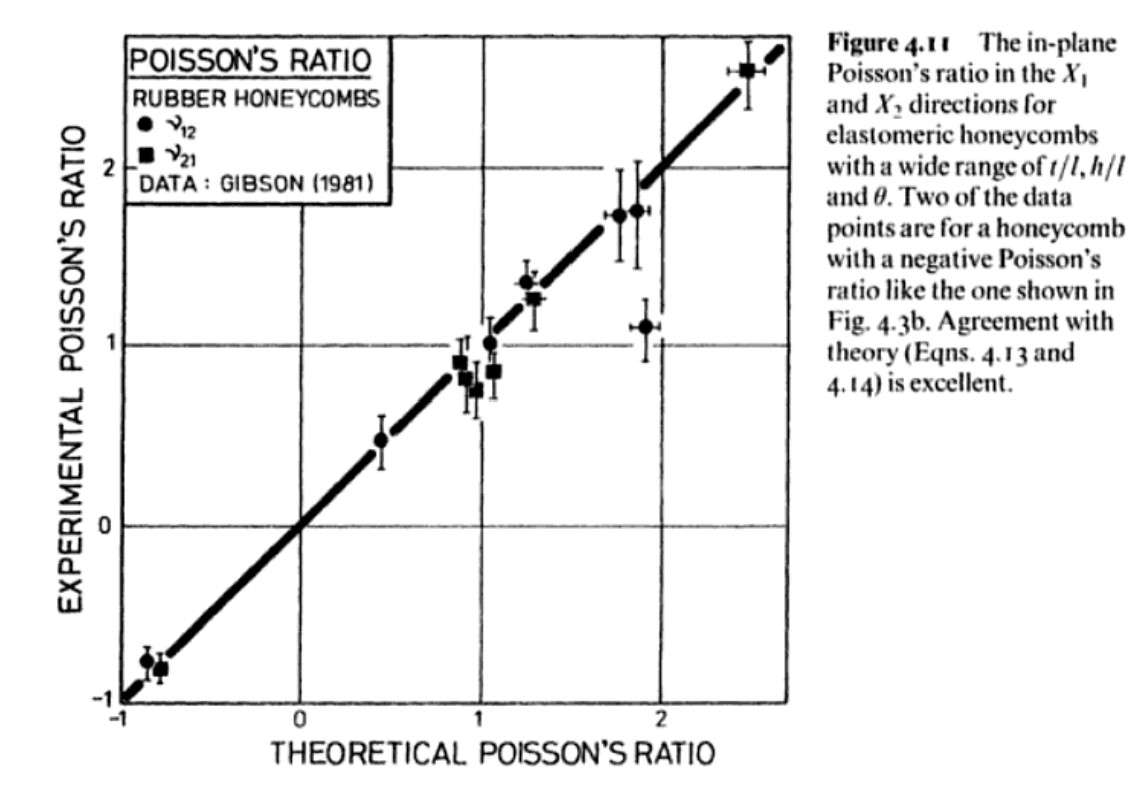 POISSON'S RATIO
RUBBER HONEYCOMBS
● ν12
■ ν21
DATA : GIBSON (1981)
EXPERIMENTAL POISSON'S RATIO
2
1
0
-1
-1 0 1 2
THEORETICAL POISSON'S RATIO
Figure 4.11 The in-plane
Poisson's ratio in the X1
and X2 directions for
elastomeric honeycombs
with a wide range of t/l, h/l
and θ. Two of the data
points are for a honeycomb
with a negative Poisson's
ratio like the one shown in
Fig. 4.3b. Agreement with
theory (Eqns. 4.13 and
4.14) is excellent.